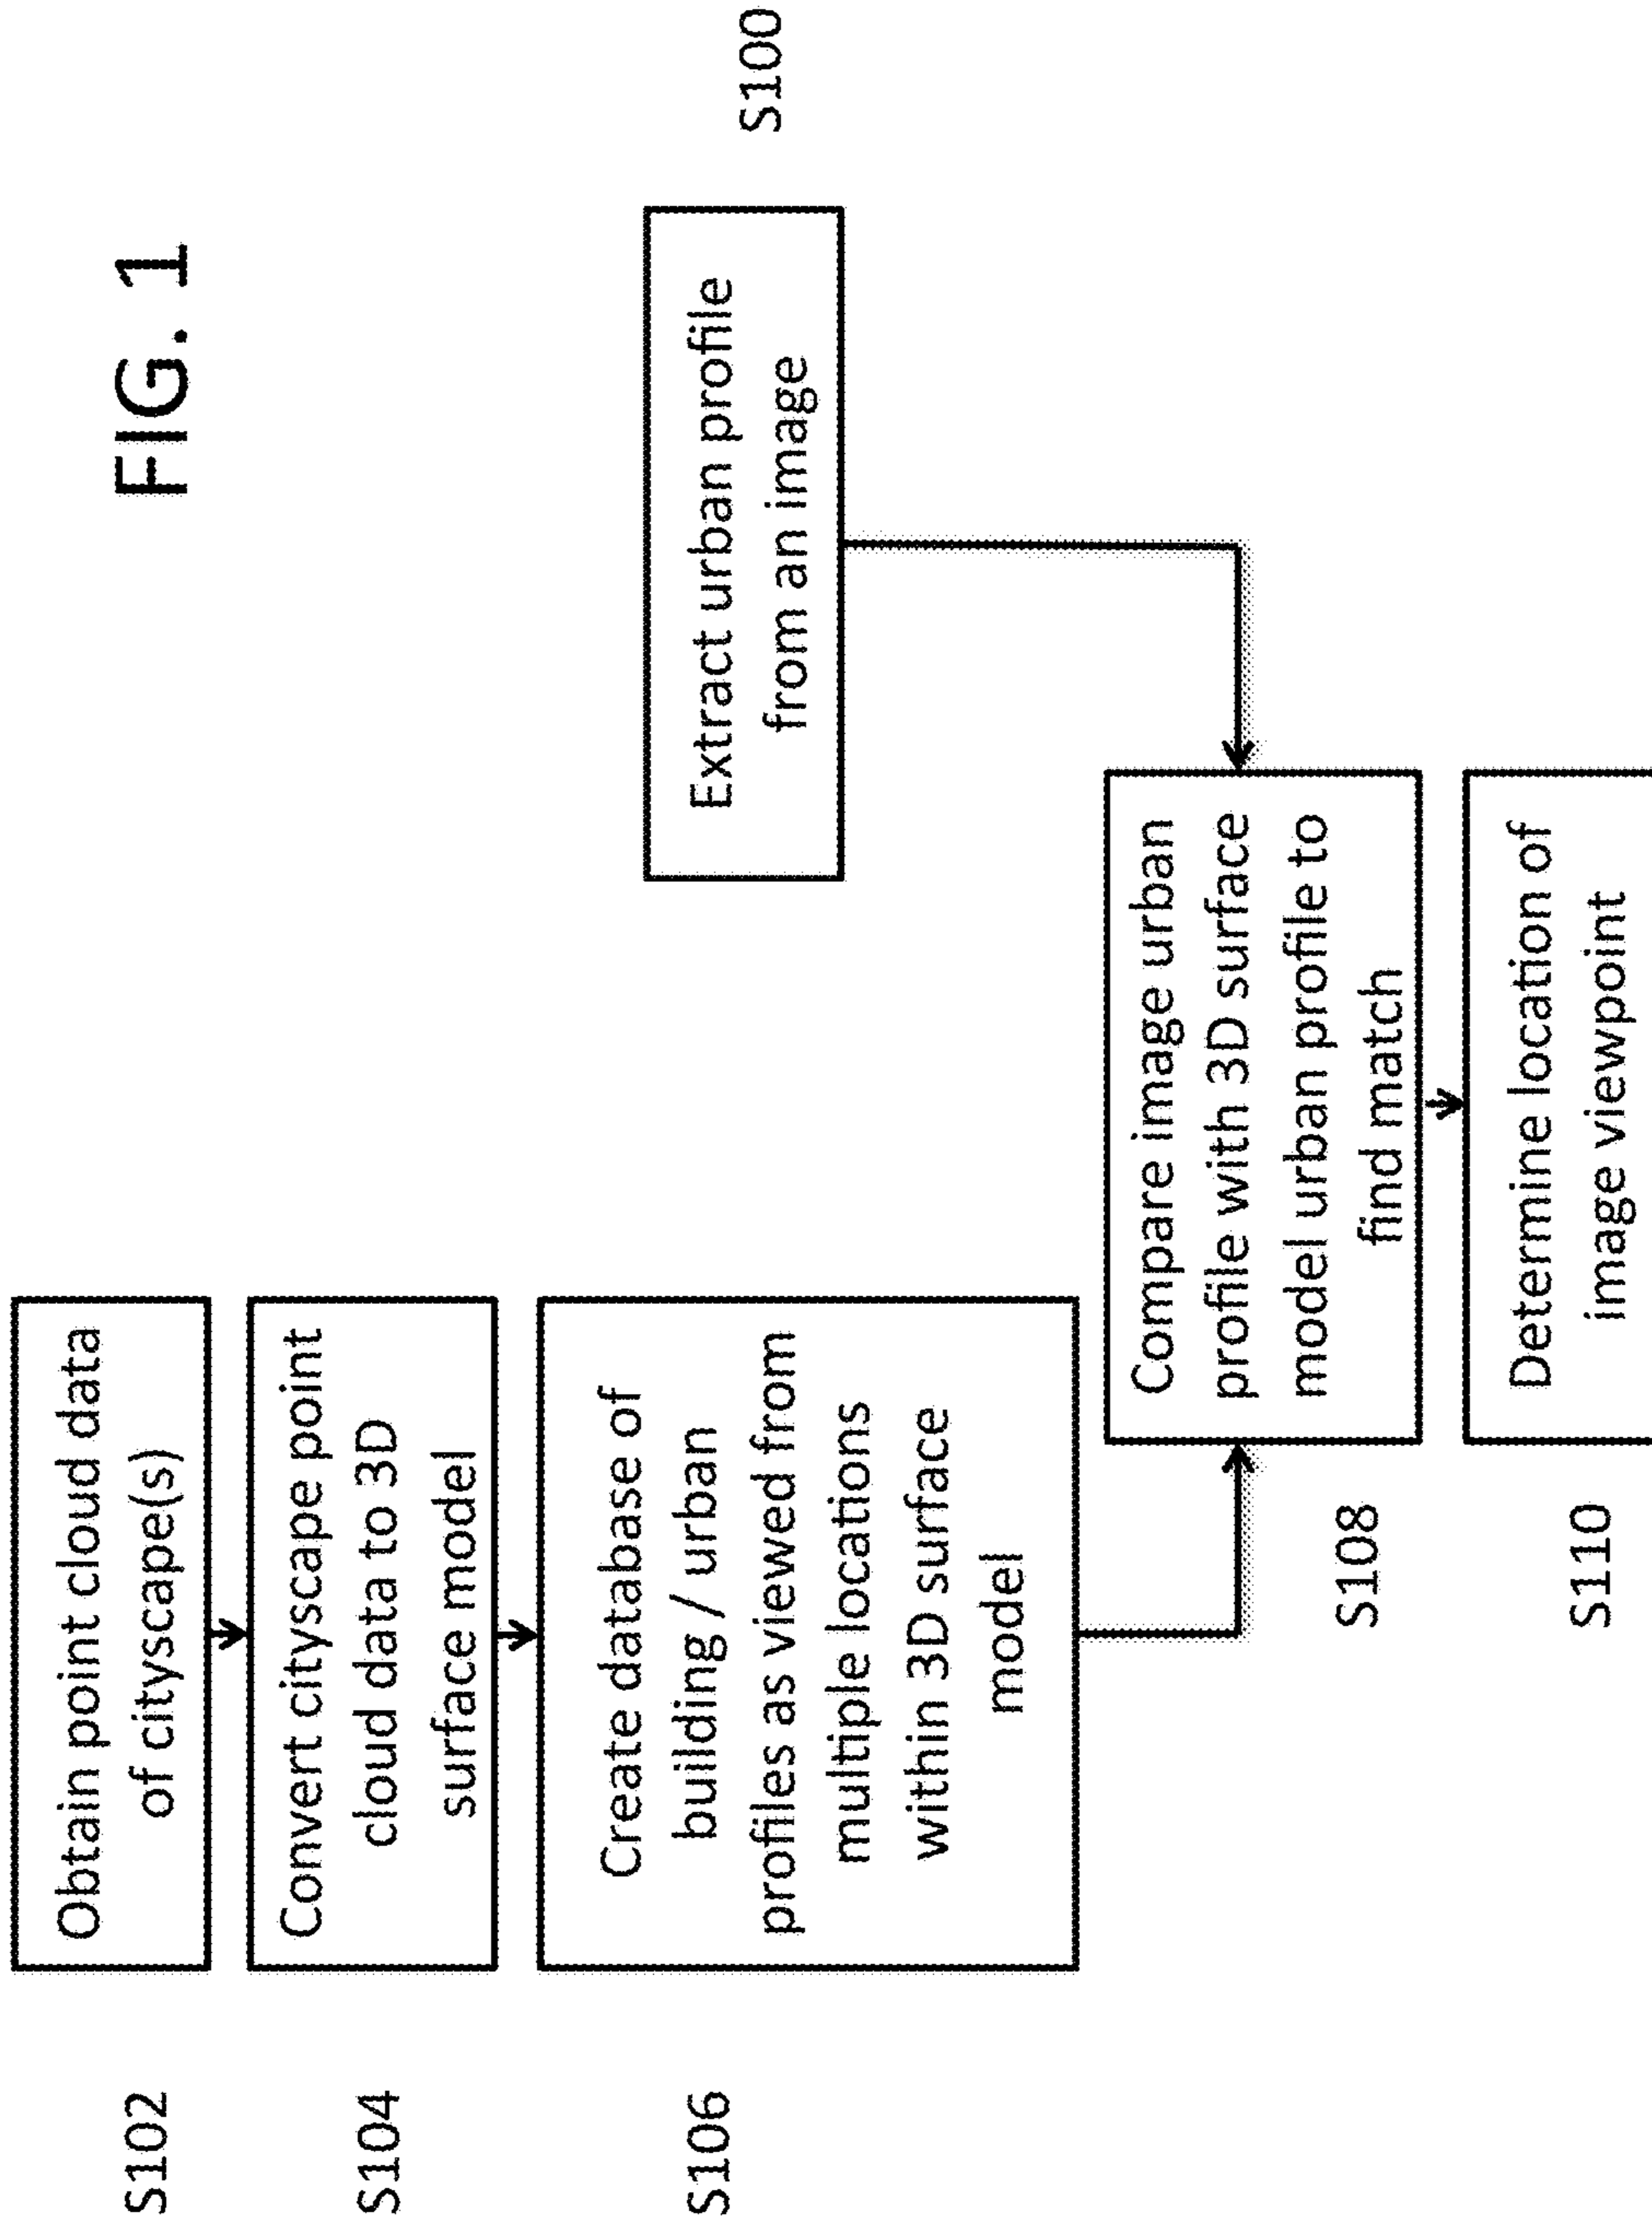 FIG. 1
S102
Obtain point cloud data
of cityscape(s)
S104
Convert cityscape point
cloud data to 3D
surface model
S106
Create database of
building / urban
profiles as viewed from
multiple locations
within 3D surface
model
Extract urban profile
from an image
S100
Compare image urban
profile with 3D surface
model urban profile to
find match
S108
Determine location of
image viewpoint
S110